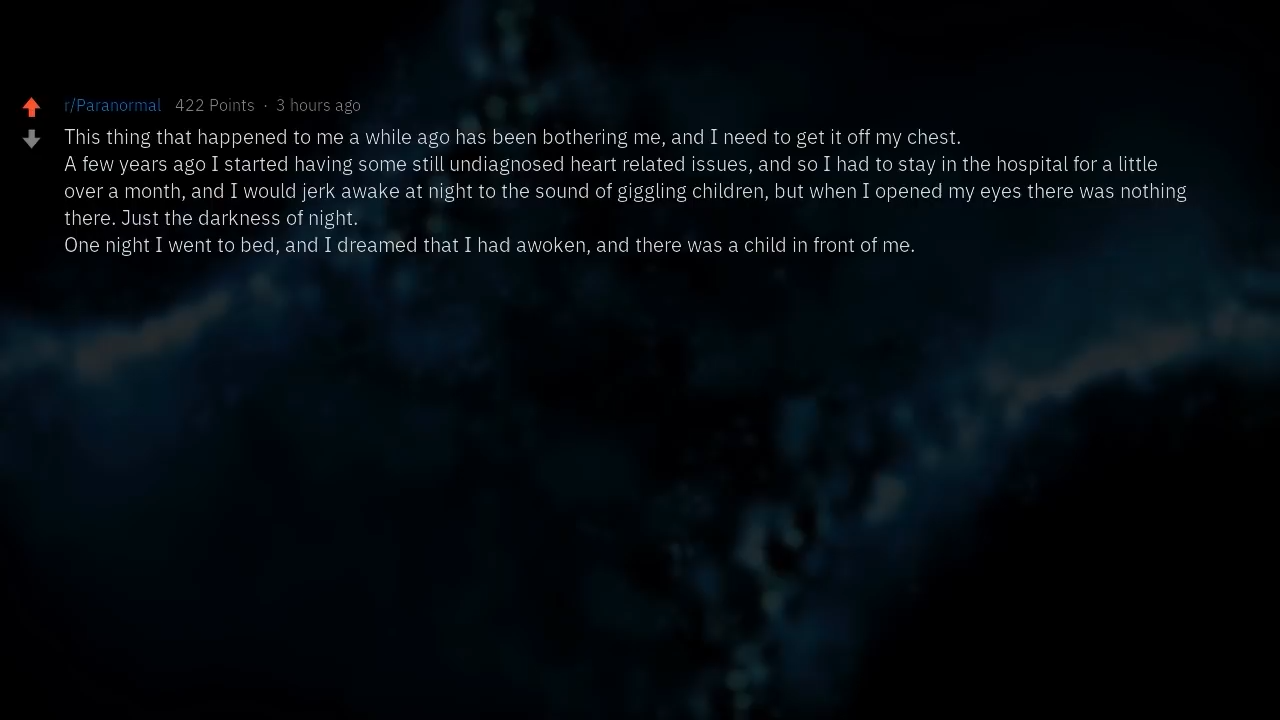 r/Paranormal 422 Points · 3 hours ago
This thing that happened to me a while ago has been bothering me, and I need to get it off my chest.
A few years ago I started having some still undiagnosed heart related issues, and so I had to stay in the hospital for a little
over a month, and I would jerk awake at night to the sound of giggling children, but when I opened my eyes there was nothing
there. Just the darkness of night.
One night I went to bed, and I dreamed that I had awoken, and there was a child in front of me.